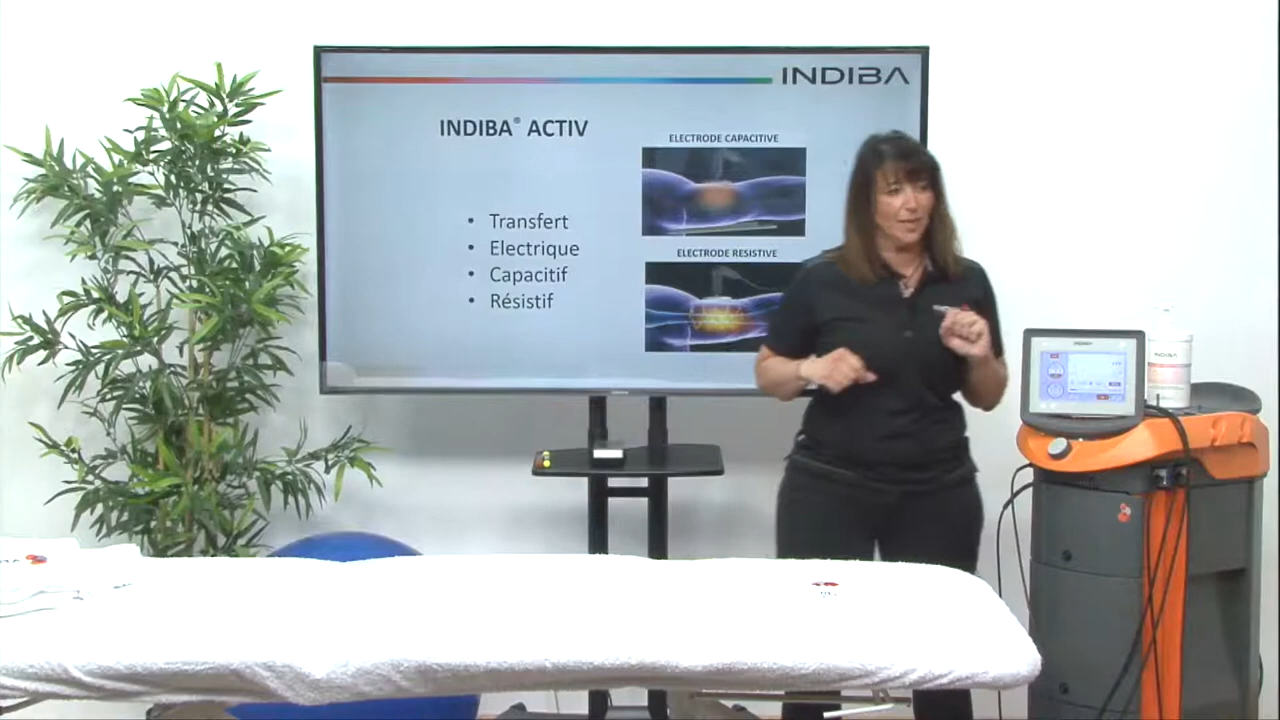 INDIBA
INDIBA® ACTIV
ELECTRODE CAPACITIVE
• Transfert
• Electrique
• Capacitif
• Résistif
ELECTRODE RESISTIVE
INDIBA